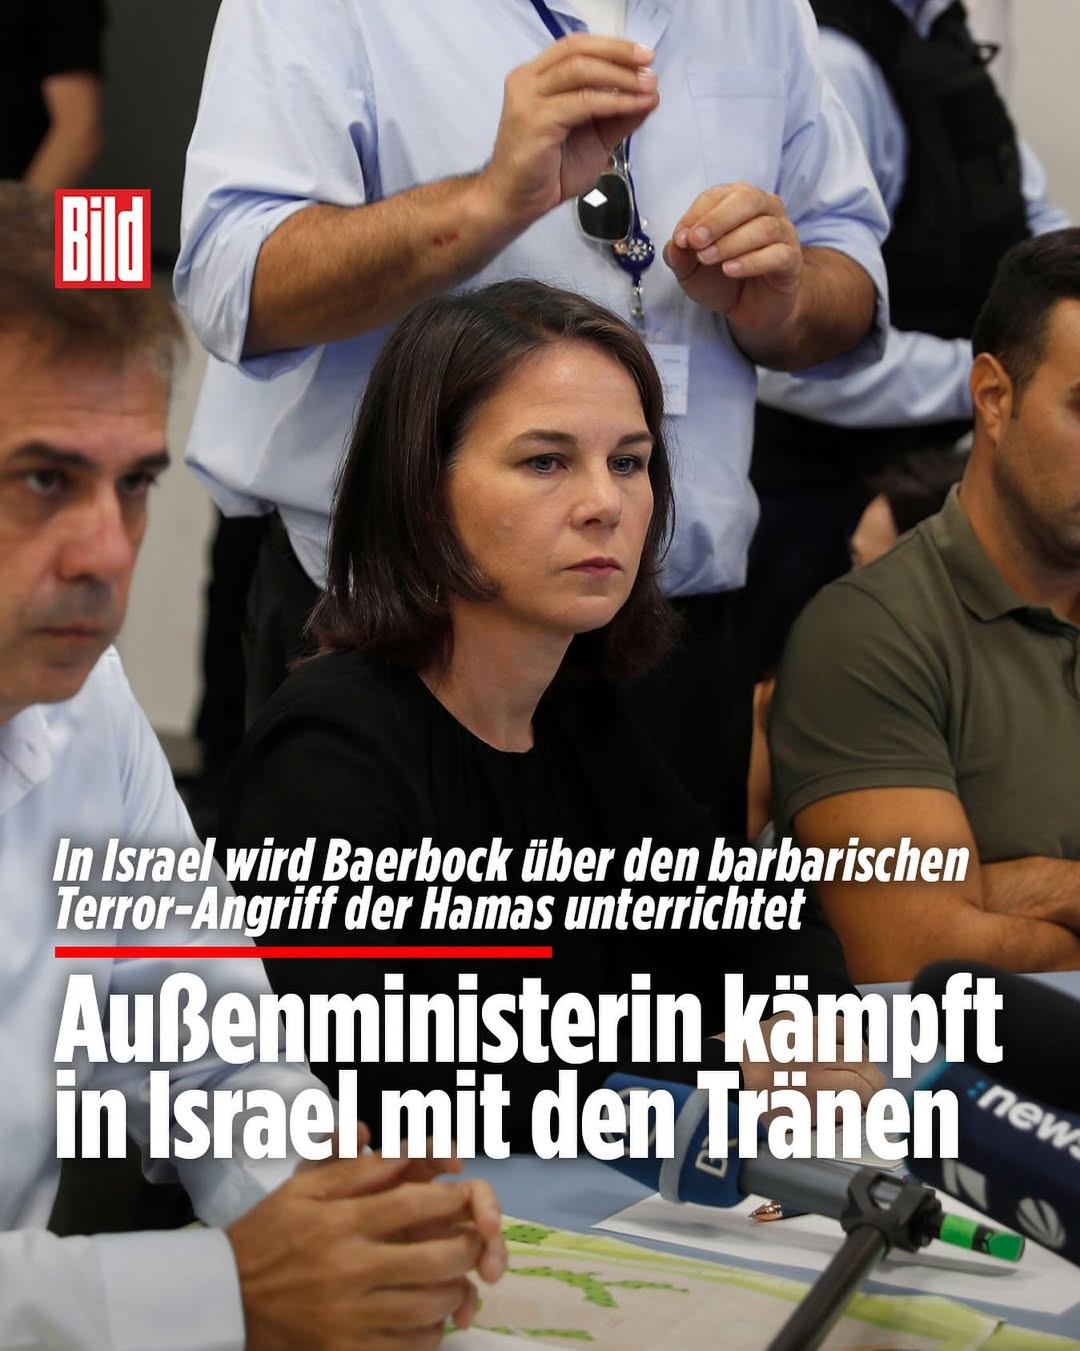 Bild
In Israel wird Baerbock über den barbarischen
Terror-Angriff der Hamas unterrichtet
Außenministerin kämpft
in Israel mit den Tränen
:news
BR